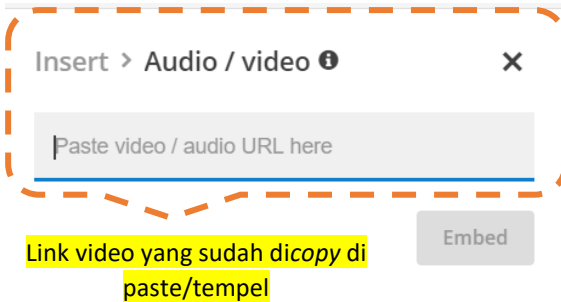 Insert > Audio / video
Paste video / audio URL here
Embed
Link video yang sudah dicopy di
paste/tempel